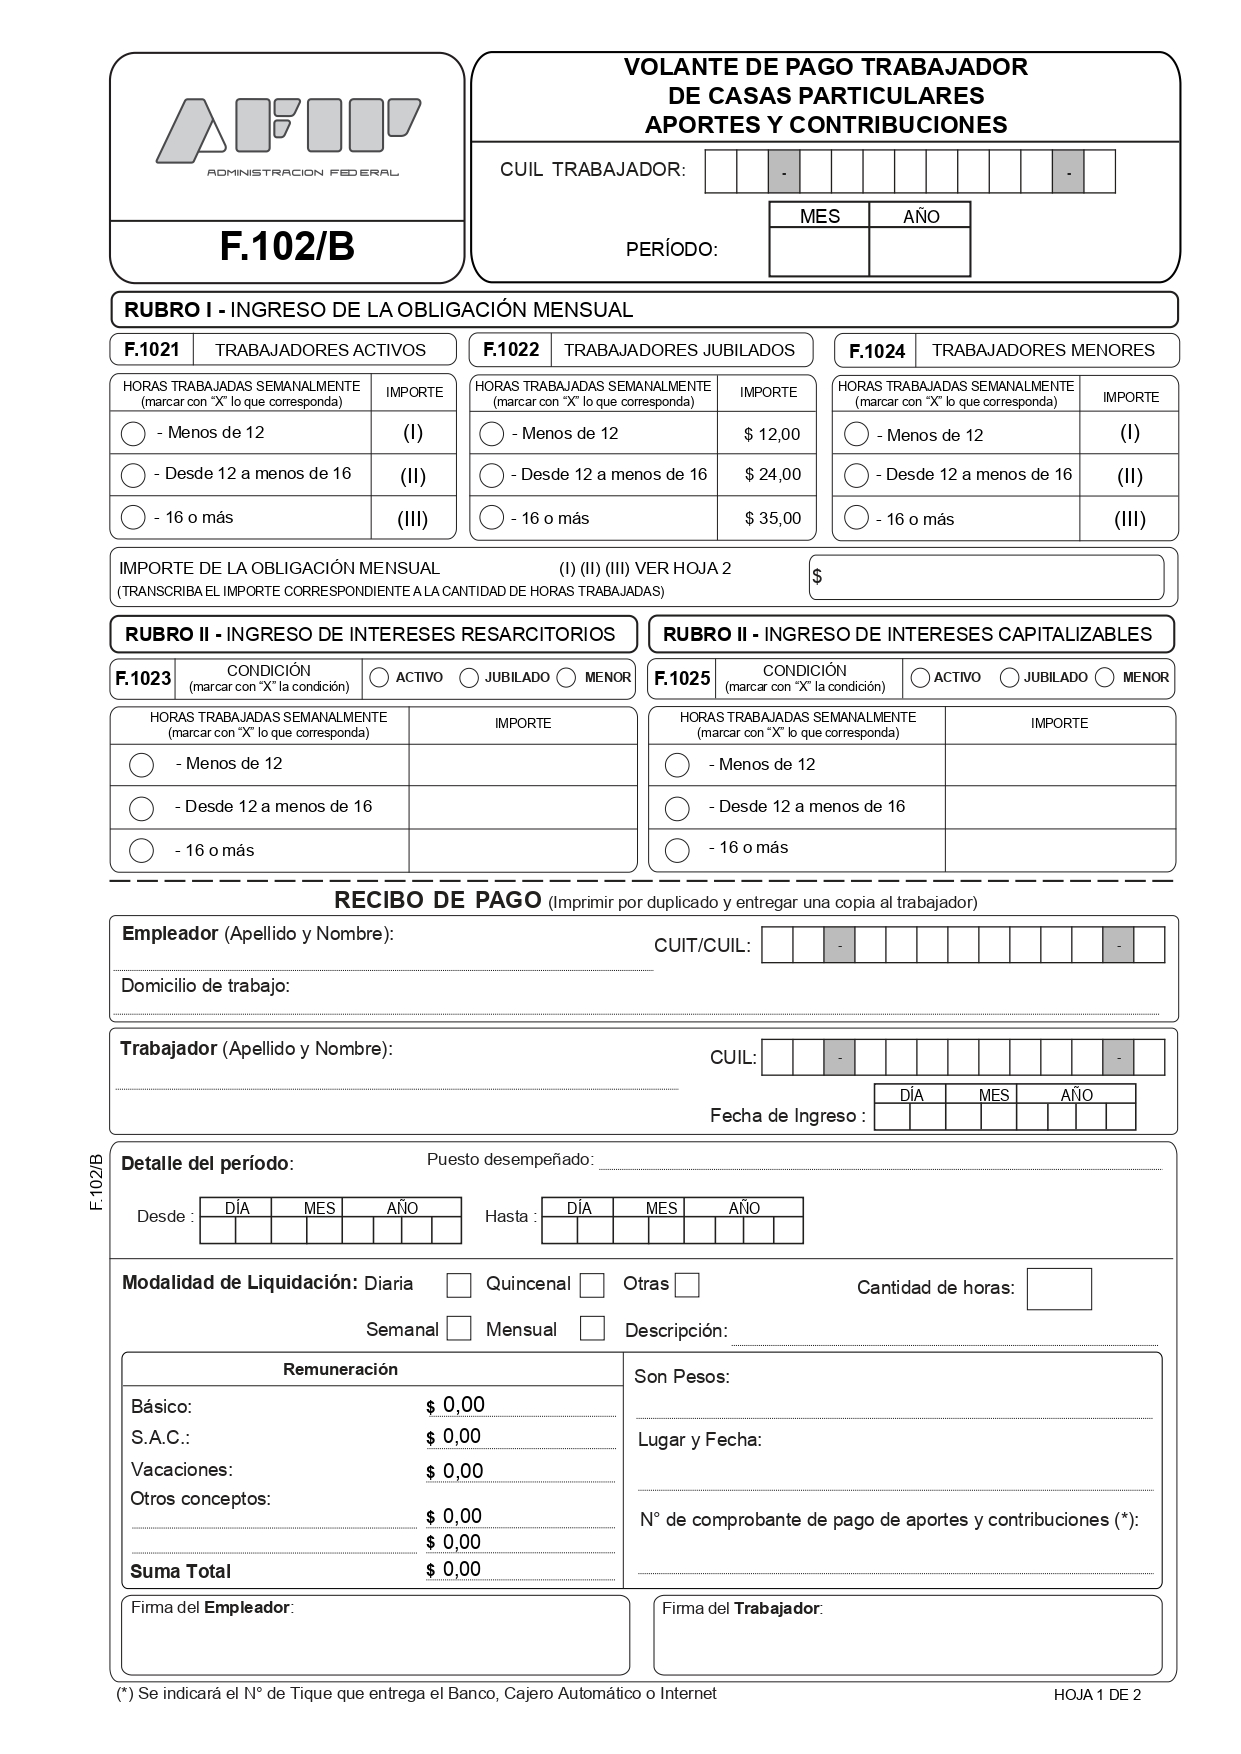 AFIP
ADMINISTRACION FEDERAL
F.102/B
VOLANTE DE PAGO TRABAJADOR
DE CASAS PARTICULARES
APORTES Y CONTRIBUCIONES
CUIL TRABAJADOR: - -
MES AÑO
PERÍODO:
RUBRO I - INGRESO DE LA OBLIGACIÓN MENSUAL
F.1021 TRABAJADORES ACTIVOS
HORAS TRABAJADAS SEMANALMENTE IMPORTE
(marcar con “X” lo que corresponda)
- Menos de 12 (I)
- Desde 12 a menos de 16 (II)
- 16 o más (III)
F.1022 TRABAJADORES JUBILADOS
HORAS TRABAJADAS SEMANALMENTE IMPORTE
(marcar con “X” lo que corresponda)
- Menos de 12 $ 12,00
- Desde 12 a menos de 16 $ 24,00
- 16 o más $ 35,00
F.1024 TRABAJADORES MENORES
HORAS TRABAJADAS SEMANALMENTE IMPORTE
(marcar con “X” lo que corresponda)
- Menos de 12 (I)
- Desde 12 a menos de 16 (II)
- 16 o más (III)
IMPORTE DE LA OBLIGACIÓN MENSUAL (I) (II) (III) VER HOJA 2 $
(TRANSCRIBA EL IMPORTE CORRESPONDIENTE A LA CANTIDAD DE HORAS TRABAJADAS)
RUBRO II - INGRESO DE INTERESES RESARCITORIOS
F.1023 CONDICIÓN ACTIVO JUBILADO MENOR
(marcar con “X” la condición)
HORAS TRABAJADAS SEMANALMENTE IMPORTE
(marcar con “X” lo que corresponda)
- Menos de 12
- Desde 12 a menos de 16
- 16 o más
RUBRO II - INGRESO DE INTERESES CAPITALIZABLES
F.1025 CONDICIÓN ACTIVO JUBILADO MENOR
(marcar con “X” la condición)
HORAS TRABAJADAS SEMANALMENTE IMPORTE
(marcar con “X” lo que corresponda)
- Menos de 12
- Desde 12 a menos de 16
- 16 o más
RECIBO DE PAGO (Imprimir por duplicado y entregar una copia al trabajador)
Empleador (Apellido y Nombre): CUIT/CUIL: - -
Domicilio de trabajo:
Trabajador (Apellido y Nombre): CUIL: - -
DÍA MES AÑO
Fecha de Ingreso :
F.102/B
Detalle del período: Puesto desempeñado:
DÍA MES AÑO DÍA MES AÑO
Desde : Hasta :
Modalidad de Liquidación: Diaria Quincenal Otras Cantidad de horas:
Semanal Mensual Descripción:
Remuneración
Básico: $ 0,00
S.A.C.: $ 0,00
Vacaciones: $ 0,00
Otros conceptos:
$ 0,00
$ 0,00
Suma Total $ 0,00
Son Pesos:
Lugar y Fecha:
N° de comprobante de pago de aportes y contribuciones (*):
Firma del Empleador: Firma del Trabajador:
(*) Se indicará el N° de Tique que entrega el Banco, Cajero Automático o Internet
HOJA 1 DE 2